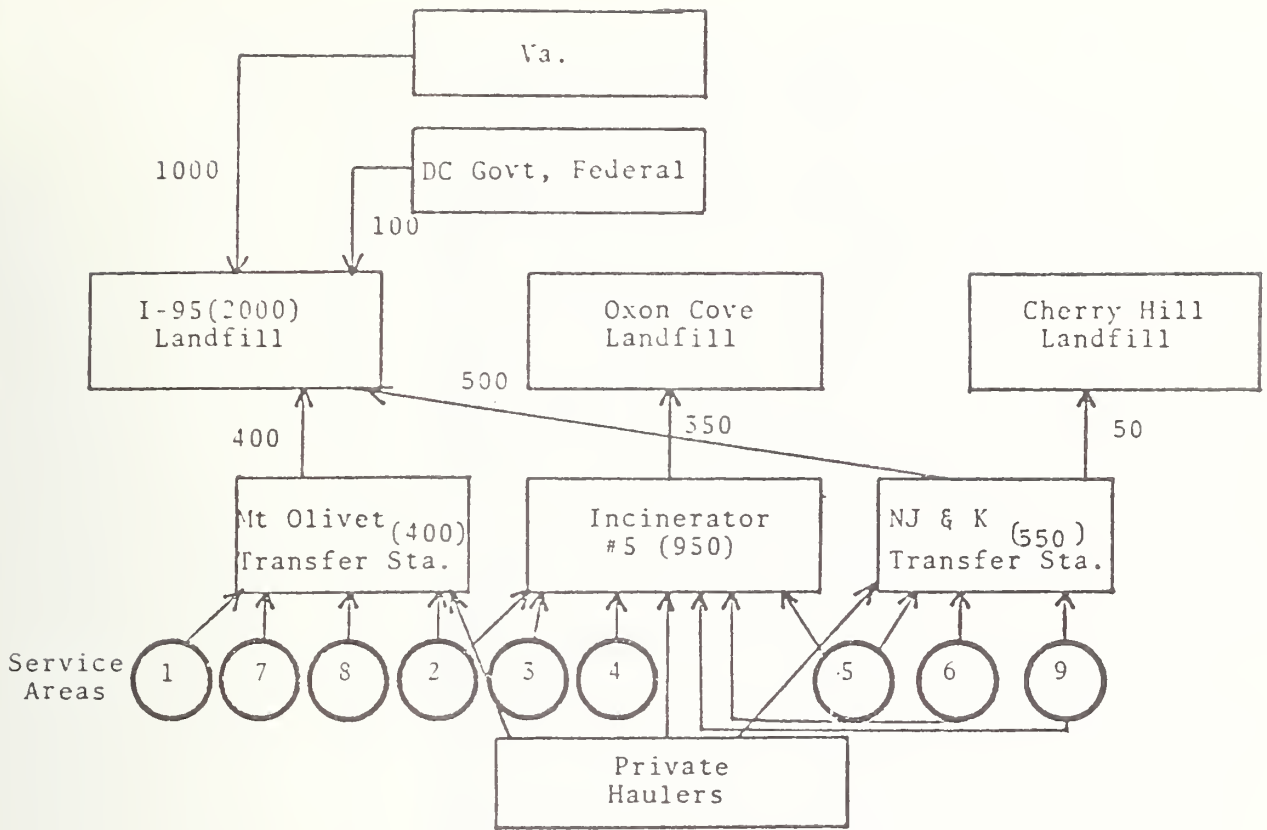 Va.
DC Govt, Federal
1000
100
I-95(2000)
Landfill
Oxon Cove
Landfill
Cherry Hill
Landfill
500
400
350
50
Mt Olivet (400)
Transfer Sta.
Incinerator
#5 (950)
NJ & K (550)
Transfer Sta.
Service
Areas
1 7 8 2 3 4 5 6 9
Private
Haulers